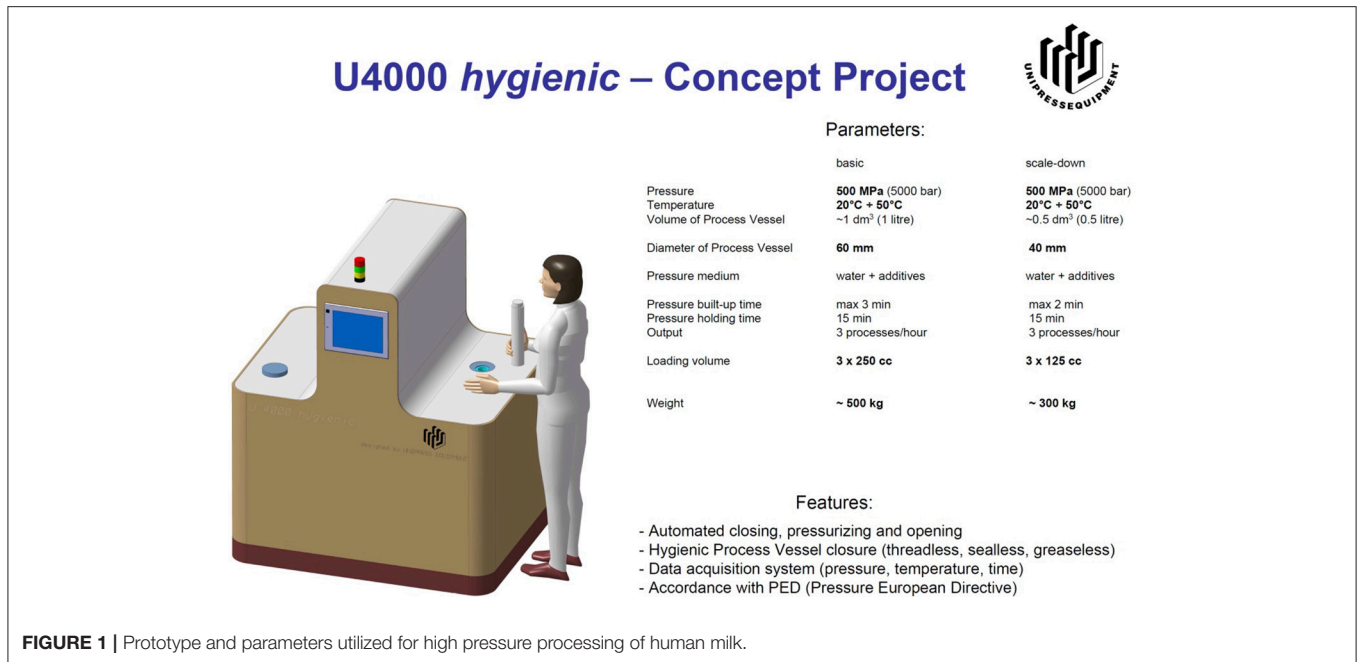 U4000 hygienic – Concept Project
UNIPRESSEQUIPMENT
Parameters:
basic scale-down
Pressure 500 MPa (5000 bar) 500 MPa (5000 bar)
Temperature 20°C ÷ 50°C 20°C ÷ 50°C
Volume of Process Vessel ~1 dm³ (1 litre) ~0.5 dm³ (0.5 litre)
Diameter of Process Vessel 60 mm 40 mm
Pressure medium water + additives water + additives
Pressure built-up time max 3 min max 2 min
Pressure holding time 15 min 15 min
Output 3 processes/hour 3 processes/hour
Loading volume 3 x 250 cc 3 x 125 cc
Weight ~ 500 kg ~ 300 kg
U-4000 hygienic
designed by UNIPRESS EQUIPMENT
Features:
- Automated closing, pressurizing and opening
- Hygienic Process Vessel closure (threadless, sealless, greaseless)
- Data acquisition system (pressure, temperature, time)
- Accordance with PED (Pressure European Directive)
FIGURE 1 | Prototype and parameters utilized for high pressure processing of human milk.